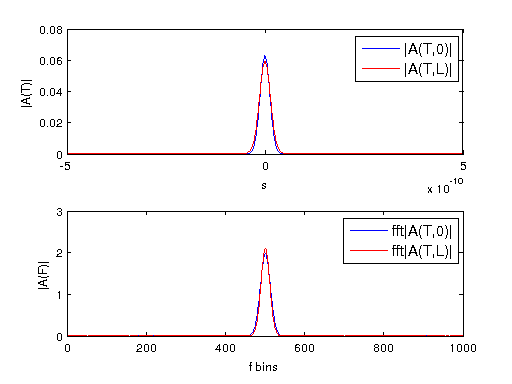 0.08
0.06
0.04
0.02
0
|A(T)|
|A(T,0)|
|A(T,L)|
-5 0 5
s
x 10^-10
3
2
1
0
|A(F)|
fft|A(T,0)|
fft|A(T,L)|
0 200 400 600 800 1000
f bins